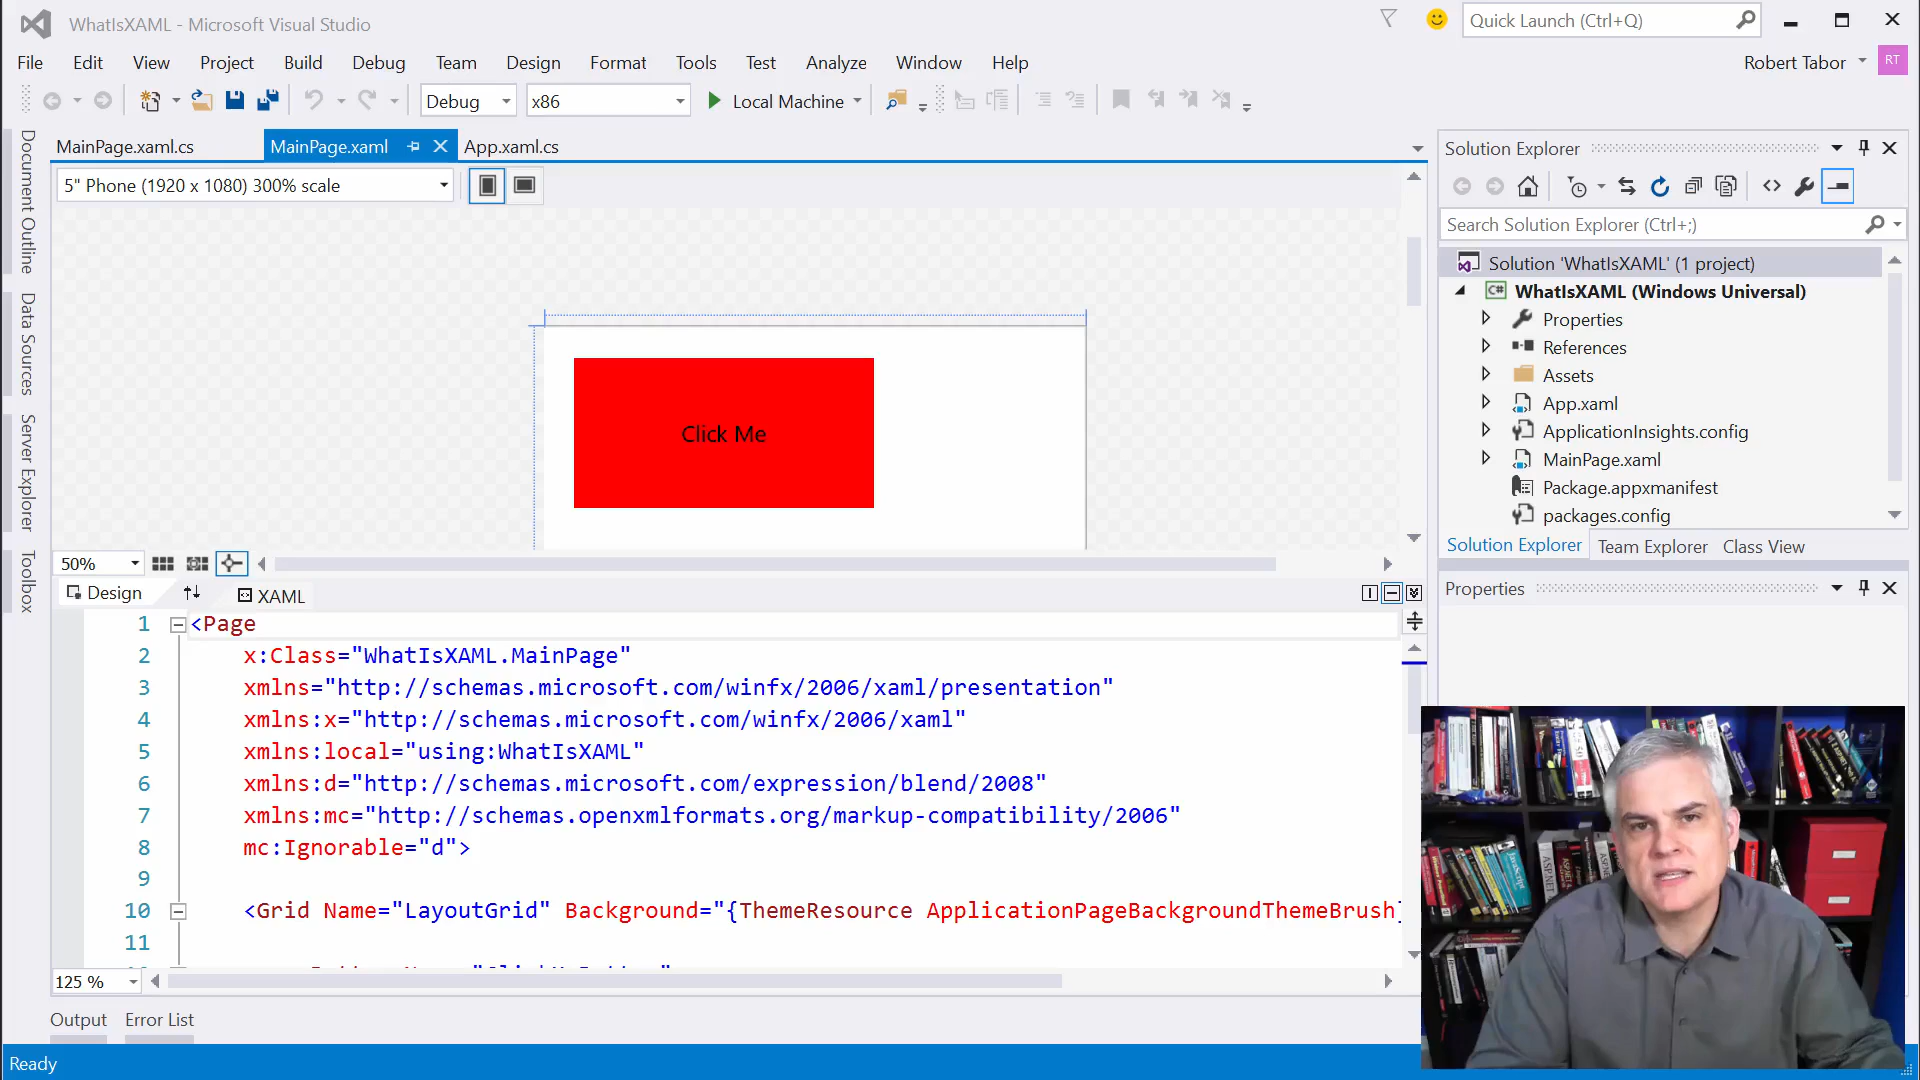 WhatIsXAML - Microsoft Visual Studio
Quick Launch (Ctrl+Q)
File Edit View Project Build Debug Team Design Format Tools Test Analyze Window Help
Robert Tabor RT
Debug x86 Local Machine
MainPage.xaml.cs MainPage.xaml App.xaml.cs
5" Phone (1920 x 1080) 300% scale
Document Outline
Data Sources
Server Explorer
Toolbox
Click Me
50%
Design XAML
1 <Page
2 x:Class="WhatIsXAML.MainPage"
3 xmlns="http://schemas.microsoft.com/winfx/2006/xaml/presentation"
4 xmlns:x="http://schemas.microsoft.com/winfx/2006/xaml"
5 xmlns:local="using:WhatIsXAML"
6 xmlns:d="http://schemas.microsoft.com/expression/blend/2008"
7 xmlns:mc="http://schemas.openxmlformats.org/markup-compatibility/2006"
8 mc:Ignorable="d">
9
10 <Grid Name="LayoutGrid" Background="{ThemeResource ApplicationPageBackgroundThemeBrush}
11
125 %
Output Error List
Ready
Solution Explorer
Search Solution Explorer (Ctrl+;)
Solution 'WhatIsXAML' (1 project)
C# WhatIsXAML (Windows Universal)
Properties
References
Assets
App.xaml
ApplicationInsights.config
MainPage.xaml
Package.appxmanifest
packages.config
Solution Explorer Team Explorer Class View
Properties
JavaScript
ASP.NET